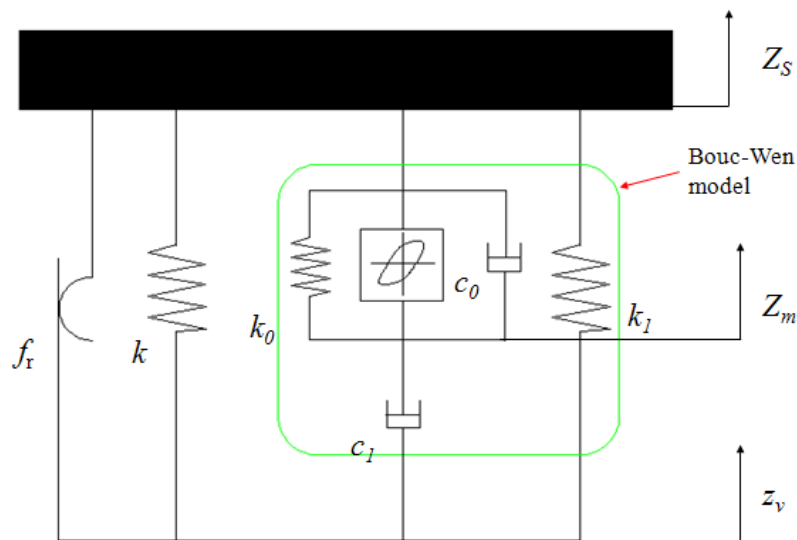 Z_S
Bouc-Wen
model
c_0
Z_m
k_1
k_0
k
f_r
c_1
z_v